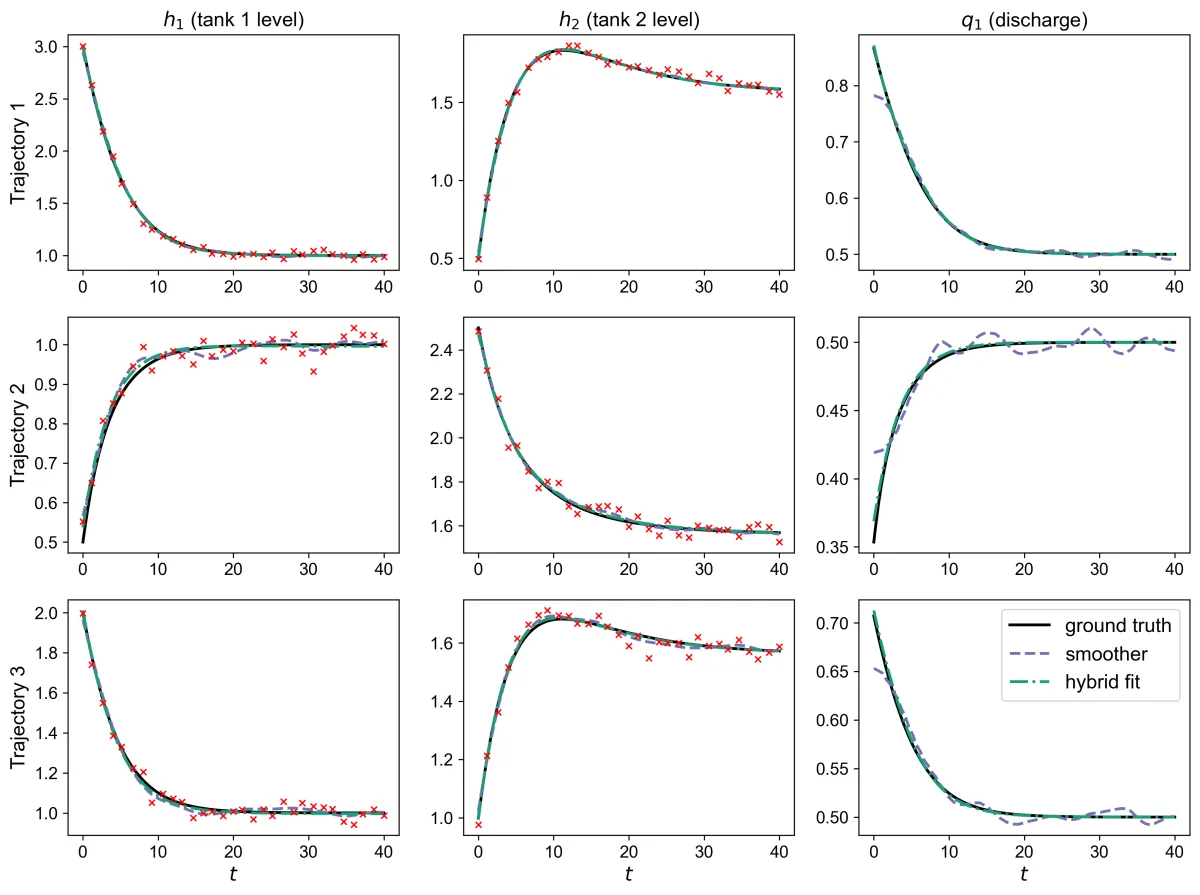 h₁ (tank 1 level)
h₂ (tank 2 level)
q₁ (discharge)
Trajectory 1
3.0
2.5
2.0
1.5
1.0
0 10 20 30 40
1.5
1.0
0.5
0 10 20 30 40
0.8
0.7
0.6
0.5
0 10 20 30 40
Trajectory 2
1.0
0.9
0.8
0.7
0.6
0.5
0 10 20 30 40
2.4
2.2
2.0
1.8
1.6
0 10 20 30 40
0.50
0.45
0.40
0.35
0 10 20 30 40
Trajectory 3
2.0
1.8
1.6
1.4
1.2
1.0
0 10 20 30 40
t
1.6
1.4
1.2
1.0
0 10 20 30 40
t
0.70
0.65
0.60
0.55
0.50
ground truth
smoother
hybrid fit
0 10 20 30 40
t